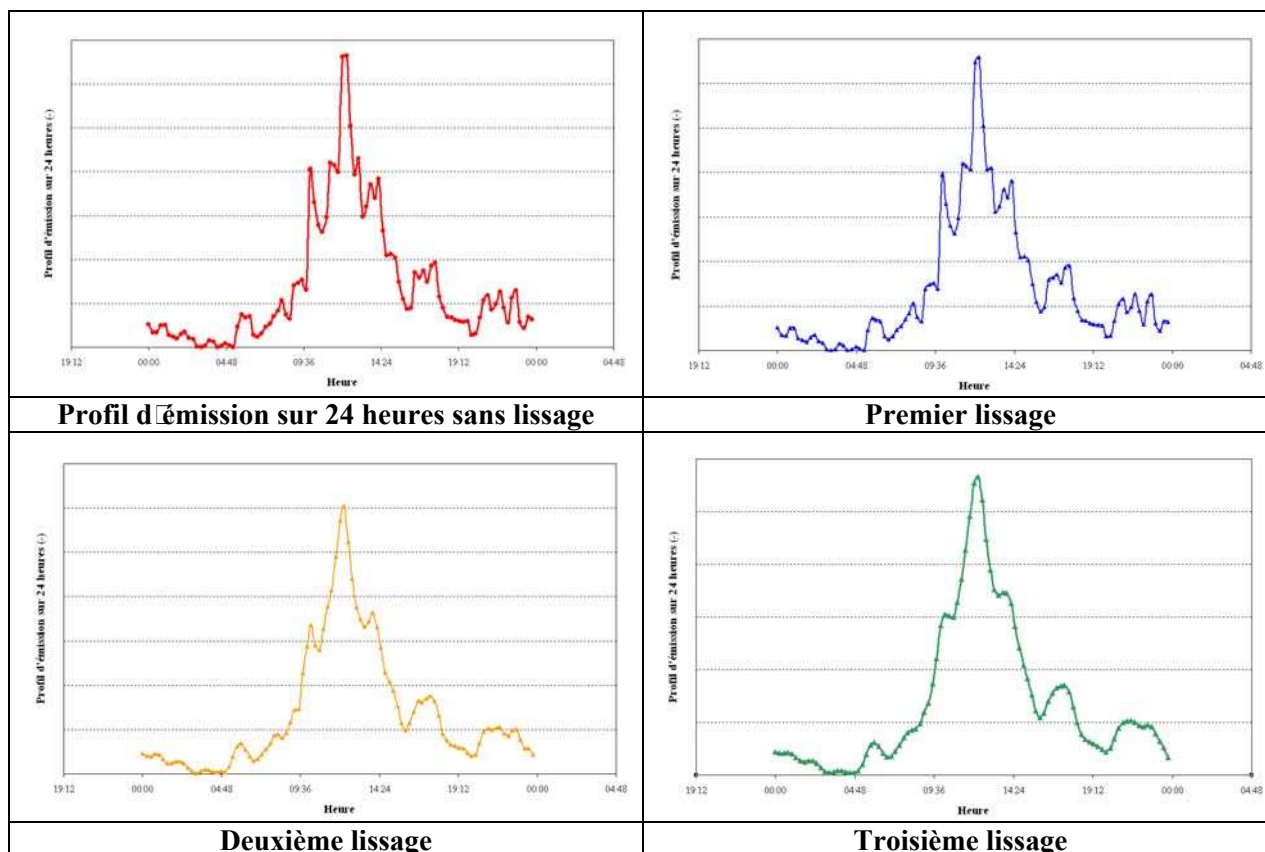 Profil d'émission sur 24 heures (-)
19:12 00:00 04:48 09:36 14:24 19:12 00:00 04:48
Heure
Profil d émission sur 24 heures sans lissage
Profil d'émission sur 24 heures (-)
19:12 00:00 04:48 09:36 14:24 19:12 00:00 04:48
Heure
Premier lissage
Profil d'émission sur 24 heures (-)
19:12 00:00 04:48 09:36 14:24 19:12 00:00 04:48
Heure
Deuxième lissage
Profil d'émission sur 24 heures (-)
19:12 00:00 04:48 09:36 14:24 19:12 00:00 04:48
Heure
Troisième lissage